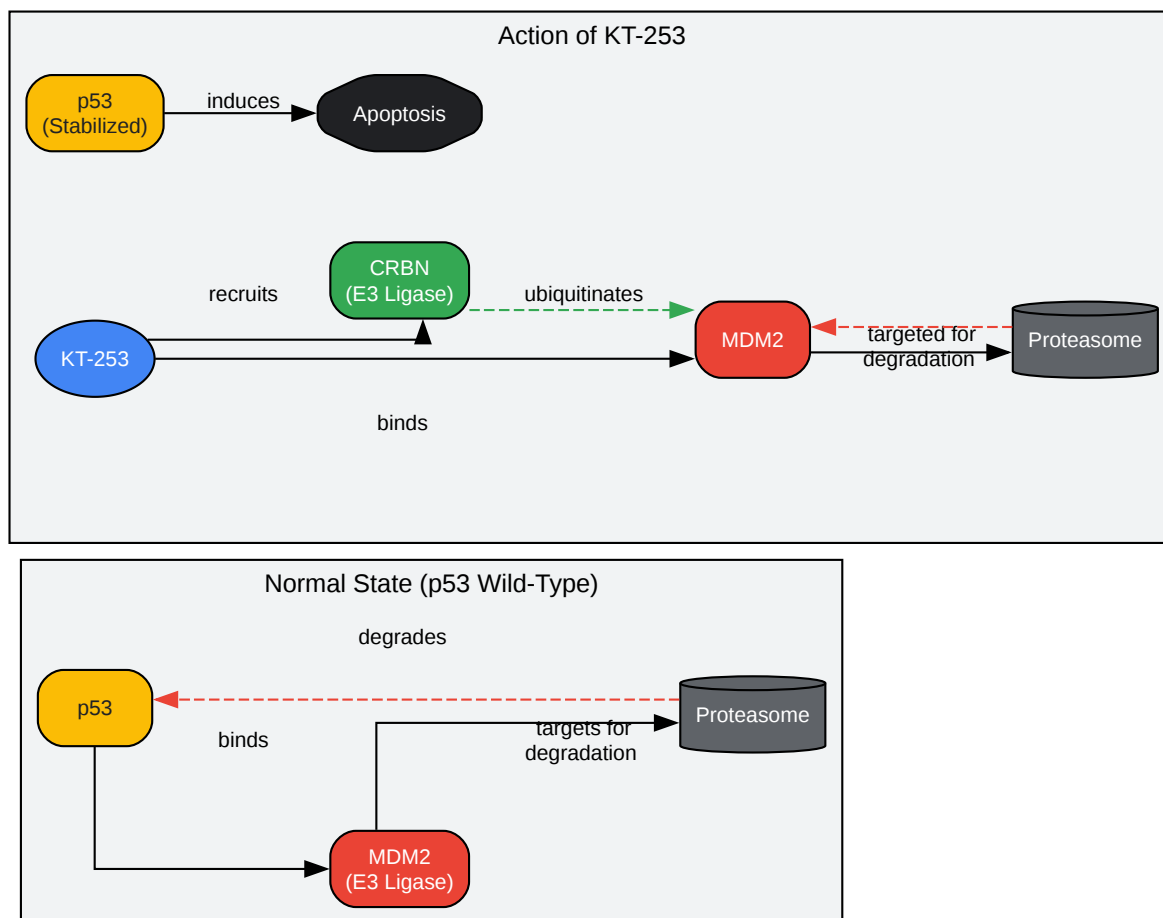 Action of KT-253
p53
(Stabilized)
induces
Apoptosis
CRBN
(E3 Ligase)
recruits
ubiquitinates
KT-253
MDM2
targeted for
degradation
Proteasome
binds
Normal State (p53 Wild-Type)
degrades
p53
binds
targets for
degradation
Proteasome
MDM2
(E3 Ligase)